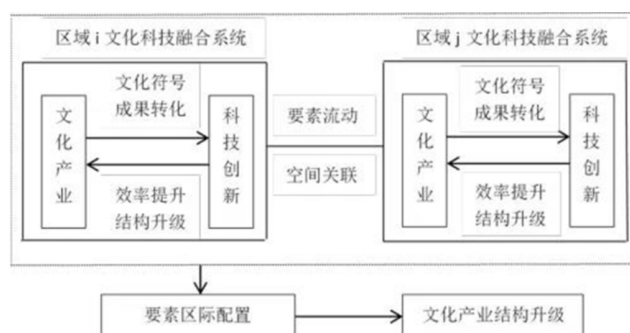 区域 i 文化科技融合系统
区域 j 文化科技融合系统
文化产业
文化符号
成果转化
科技创新
效率提升
结构升级
要素流动
空间关联
文化产业
文化符号
成果转化
科技创新
效率提升
结构升级
要素区际配置
文化产业结构升级